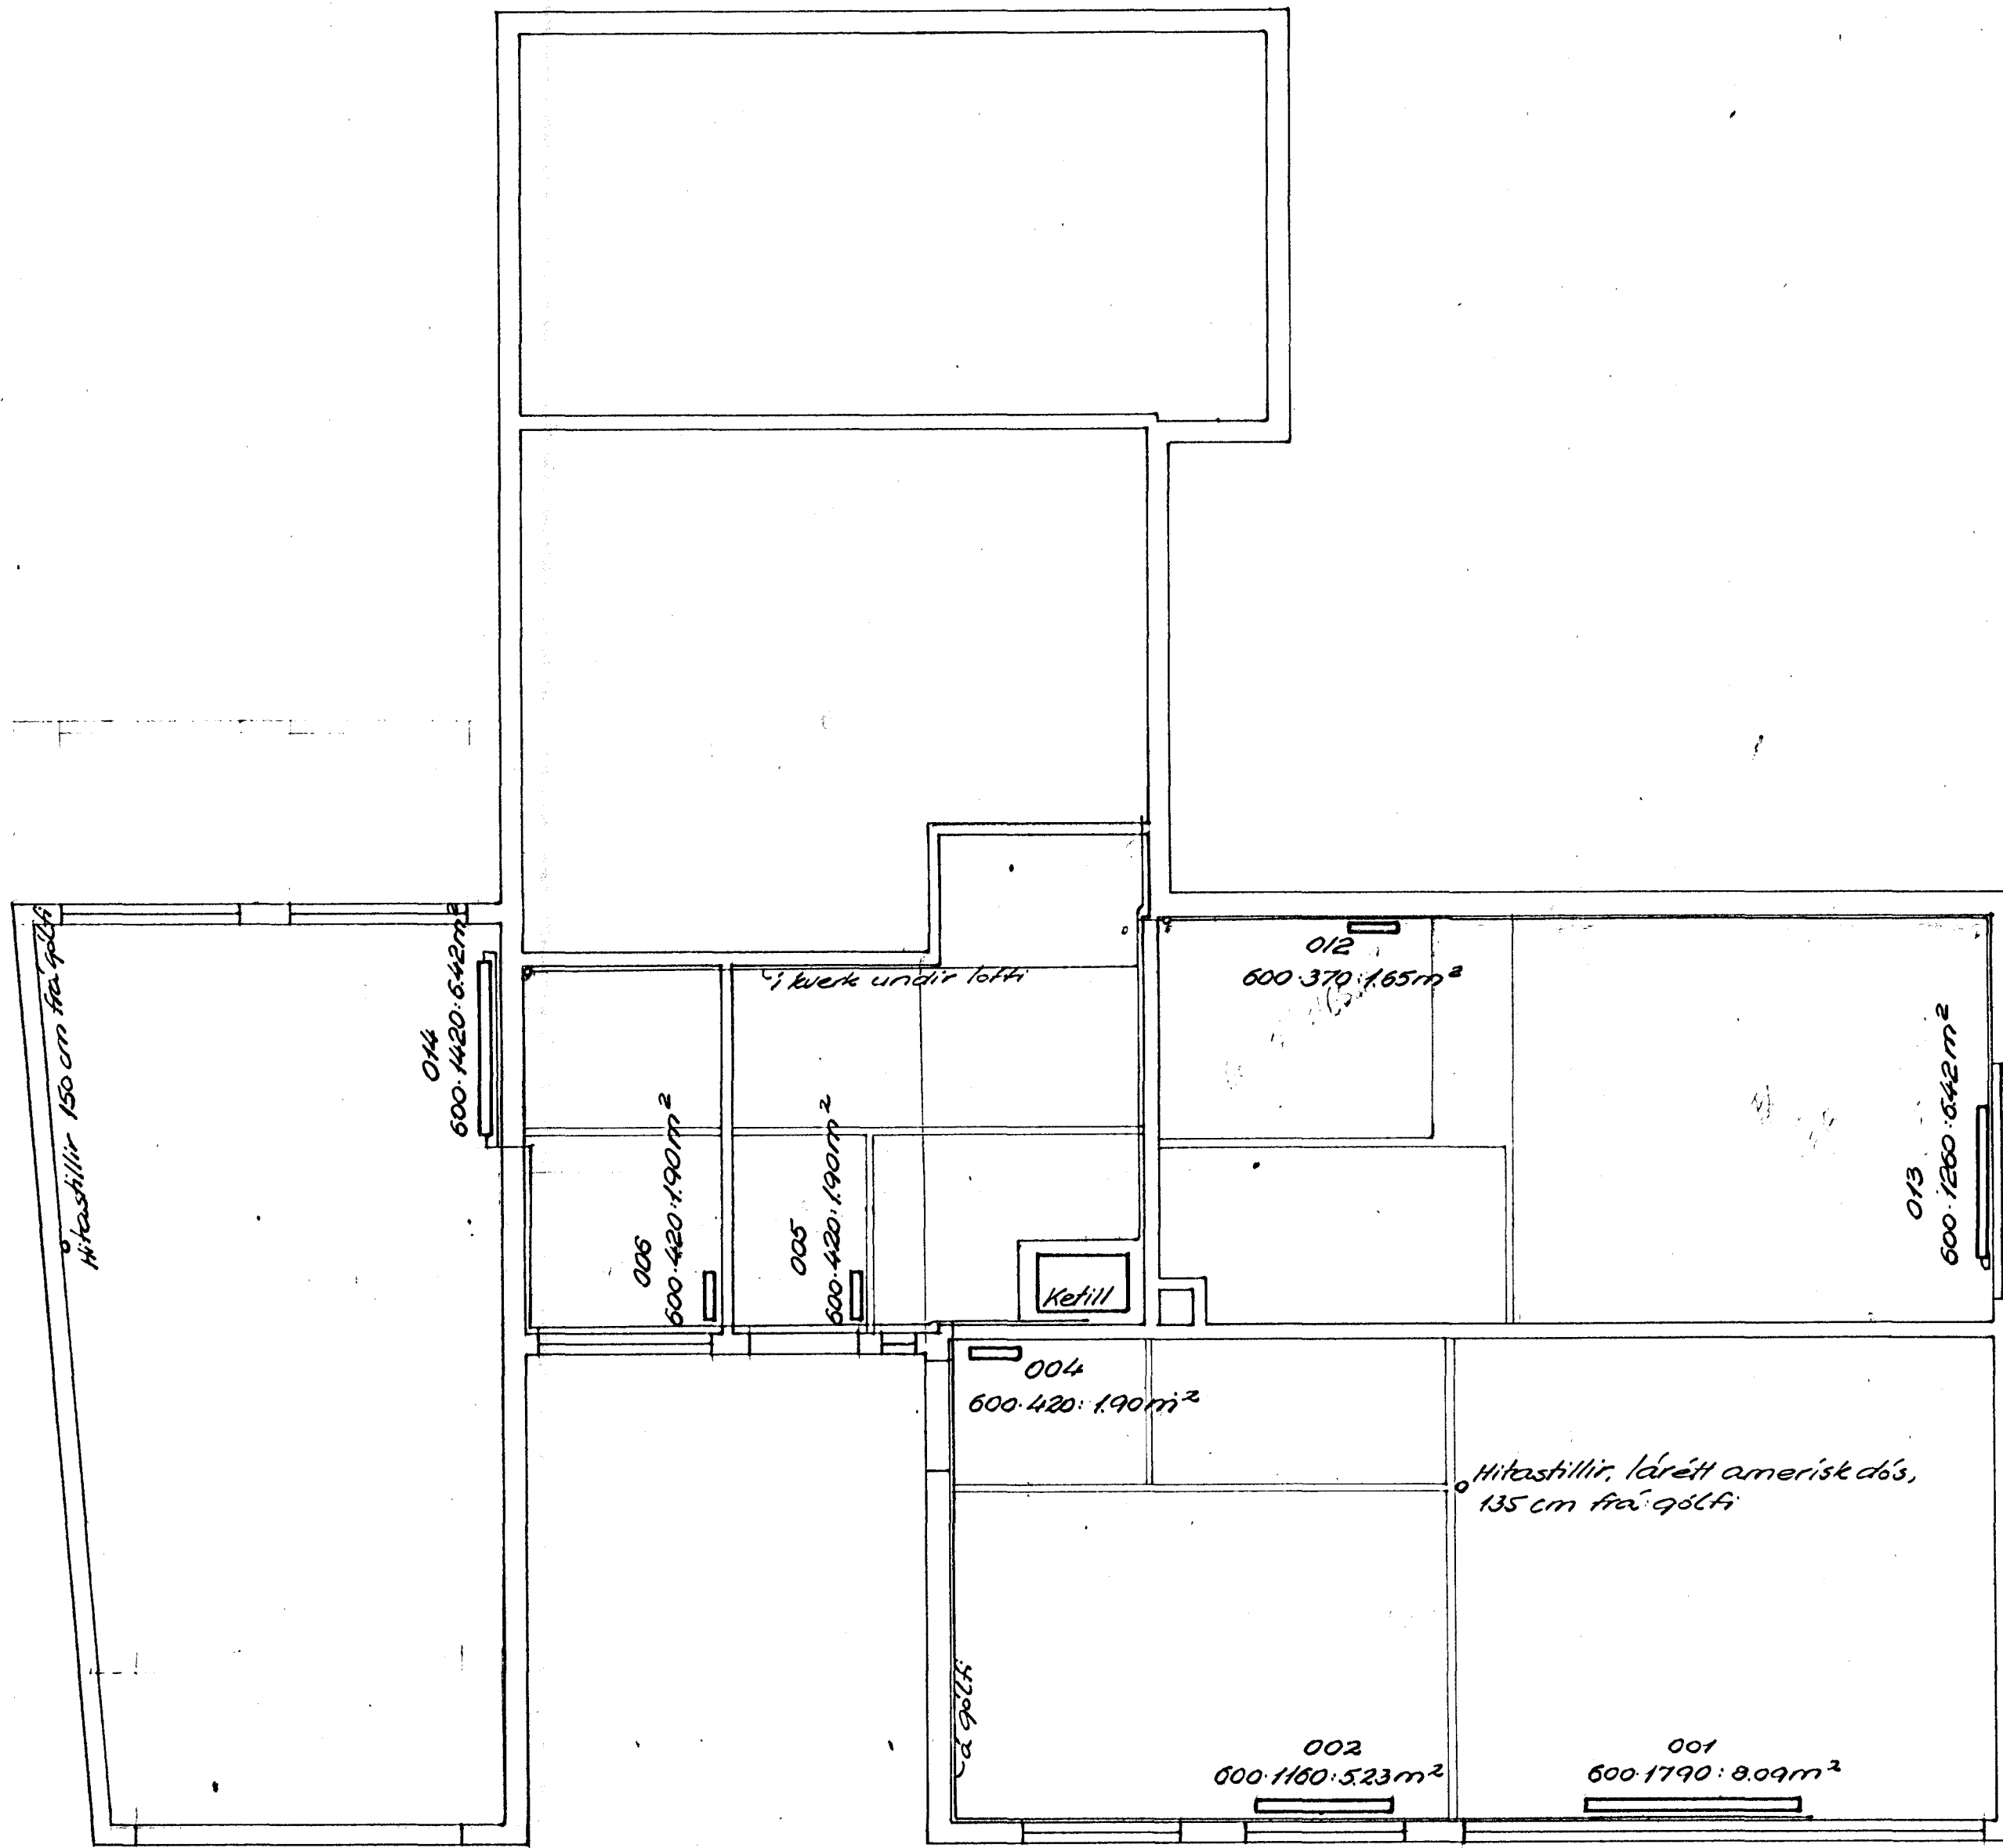 Hitastillir 150 cm frá gólfi
014
600·1420:6.42m²
í kverk undir lofti
012
600·370:1.65m²
013
600·1260:6.42m²
006
600·420:1.90m²
005
600·420:1.90m²
Ketill
004
600·420:1.90m²
Hitastillir, lárétt amerísk dós,
135 cm frá gólfi
á gólfi
002
600·1160:5.23m²
001
600·1790:8.09m²